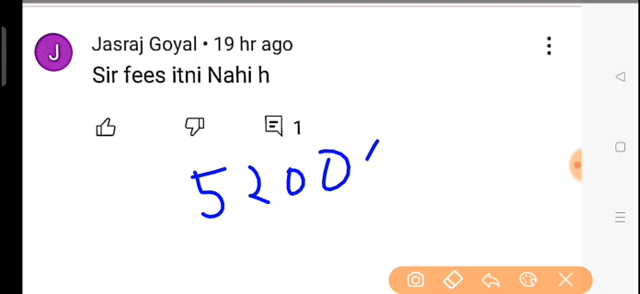 J
Jasraj Goyal • 19 hr ago
Sir fees itni Nahi h
1
5200'